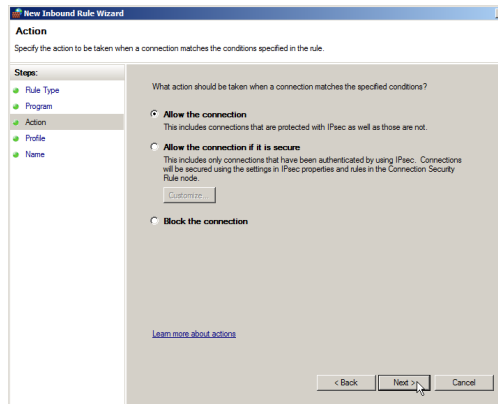 New Inbound Rule Wizard
Action
Specify the action to be taken when a connection matches the conditions specified in the rule.
Steps:
Rule Type
Program
Action
Profile
Name
What action should be taken when a connection matches the specified conditions?
Allow the connection
This includes connections that are protected with IPsec as well as those are not.
Allow the connection if it is secure
This includes only connections that have been authenticated by using IPsec. Connections
will be secured using the settings in IPsec properties and rules in the Connection Security
Rule node.
Customize...
Block the connection
Learn more about actions
< Back
Next >
Cancel